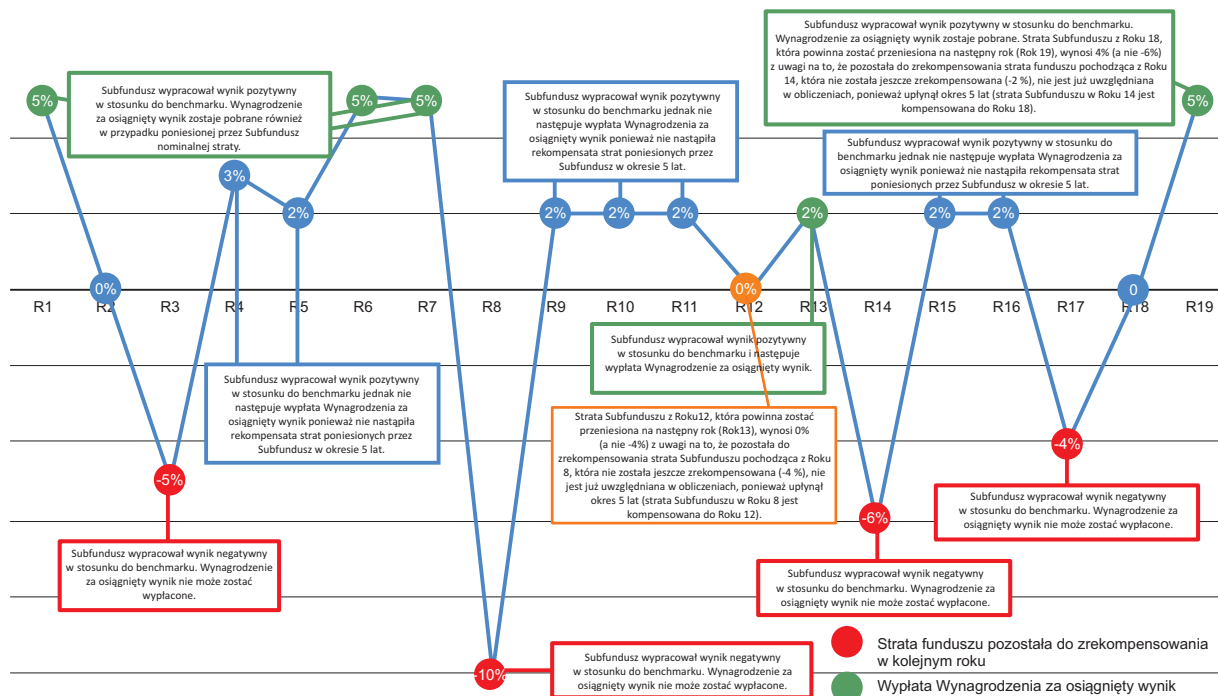 Subfundusz wypracował wynik pozytywny w stosunku do benchmarku.
Wynagrodzenie za osiągnięty wynik zostaje pobrane. Strata Subfunduszu z Roku 18,
która powinna zostać przeniesiona na następny rok (Rok 19), wynosi 4% (a nie -6%)
z uwagi na to, że pozostała do zrekompensowania strata funduszu pochodząca z Roku
14, która nie została jeszcze zrekompensowana (-2 %), nie jest już uwzględniana
w obliczeniach, ponieważ upłynął okres 5 lat (strata Subfunduszu w Roku 14 jest
kompensowana do Roku 18).
Subfundusz wypracował wynik pozytywny
w stosunku do benchmarku. Wynagrodzenie
za osiągnięty wynik zostaje pobrane również
w przypadku poniesionej przez Subfundusz
nominalnej straty.
Subfundusz wypracował wynik pozytywny
w stosunku do benchmarku jednak nie
następuje wypłata Wynagrodzenia za
osiągnięty wynik ponieważ nie nastąpiła
rekompensata strat poniesionych przez
Subfundusz w okresie 5 lat.
Subfundusz wypracował wynik pozytywny w stosunku do
benchmarku jednak nie następuje wypłata Wynagrodzenia za
osiągnięty wynik ponieważ nie nastąpiła rekompensata strat
poniesionych przez Subfundusz w okresie 5 lat.
5%
5%
5%
5%
3%
2%
2%
2%
2%
2%
2%
2%
0%
0%
0
R1
R2
R3
R4
R5
R6
R7
R8
R9
R10
R11
R12
R13
R14
R15
R16
R17
R18
R19
Subfundusz wypracował wynik pozytywny
w stosunku do benchmarku i następuje
wypłata Wynagrodzenie za osiągnięty wynik.
Subfundusz wypracował wynik pozytywny
w stosunku do benchmarku jednak nie
następuje wypłata Wynagrodzenia za
osiągnięty wynik ponieważ nie nastąpiła
rekompensata strat poniesionych przez
Subfundusz w okresie 5 lat.
Strata Subfunduszu z Roku12, która powinna zostać
przeniesiona na następny rok (Rok13), wynosi 0%
(a nie -4%) z uwagi na to, że pozostała do
zrekompensowania strata Subfunduszu pochodząca z Roku
8, która nie została jeszcze zrekompensowana (-4 %), nie
jest już uwzględniana w obliczeniach, ponieważ upłynął
okres 5 lat (strata Subfunduszu w Roku 8 jest
kompensowana do Roku 12).
-4%
-5%
-6%
Subfundusz wypracował wynik negatywny
w stosunku do benchmarku. Wynagrodzenie za
osiągnięty wynik nie może zostać wypłacone.
Subfundusz wypracował wynik negatywny
w stosunku do benchmarku. Wynagrodzenie
za osiągnięty wynik nie może zostać
wypłacone.
Subfundusz wypracował wynik negatywny
w stosunku do benchmarku. Wynagrodzenie za
osiągnięty wynik nie może zostać wypłacone.
-10%
Subfundusz wypracował wynik negatywny
w stosunku do benchmarku. Wynagrodzenie za
osiągnięty wynik nie może zostać wypłacone.
Strata funduszu pozostała do zrekompensowania
w kolejnym roku
Wypłata Wynagrodzenia za osiągnięty wynik